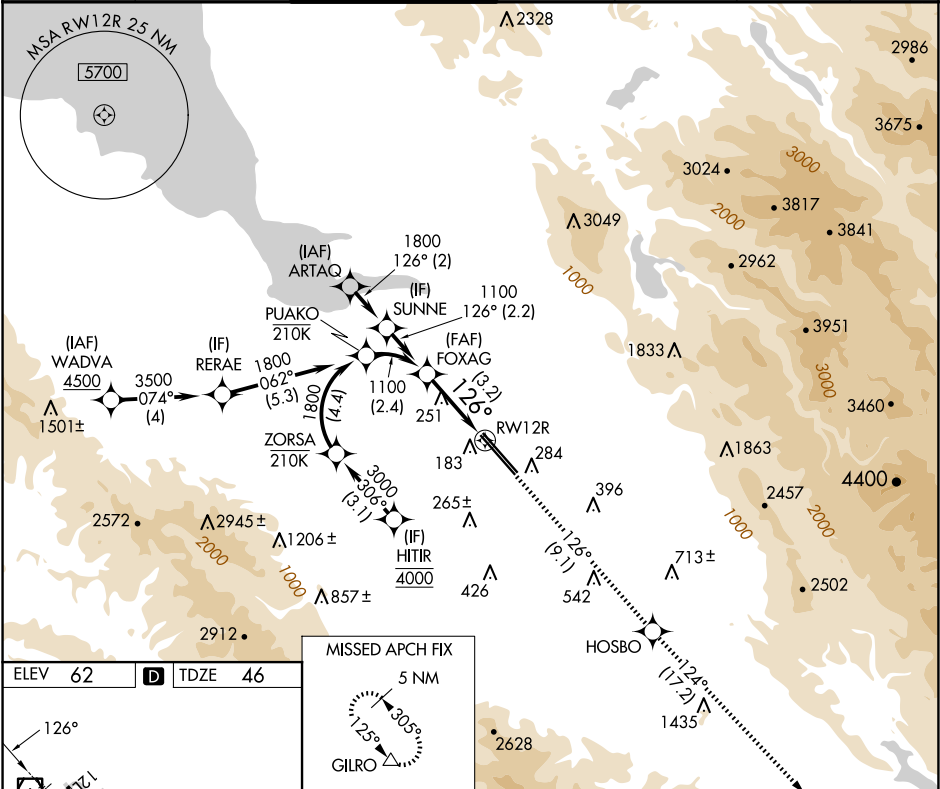 MSA RW12R 25 NM
5700
2328
2986
3675
3000
3024
3817
2000
3841
3049
2962
1000
(IAF)
ARTAQ
1800
126° (2)
(IF)
SUNNE
1100
126° (2.2)
PUAKO
210K
(FAF)
FOXAG
3951
1833
3000
(IAF)
WADVA
4500
3500
074°
(4)
(IF)
RERAE
1800
062°
(5.3)
1100
(2.4)
1800
(4.4)
(3.2)
126°
251
3460
1501±
RW12R
183
284
ZORSA
210K
3000
306°
(3.1)
(IF)
HITIR
4000
1863
4400
2457
1000
2000
396
265±
2572
2945±
2000
1206±
1000
126°
(9.1)
713±
426
542
857±
2502
2912
HOSBO
124°
(17.2)
1435
2628
MISSED APCH FIX
5 NM
305°
125°
GILRO
ELEV 62
D
TDZE 46
126°
12L